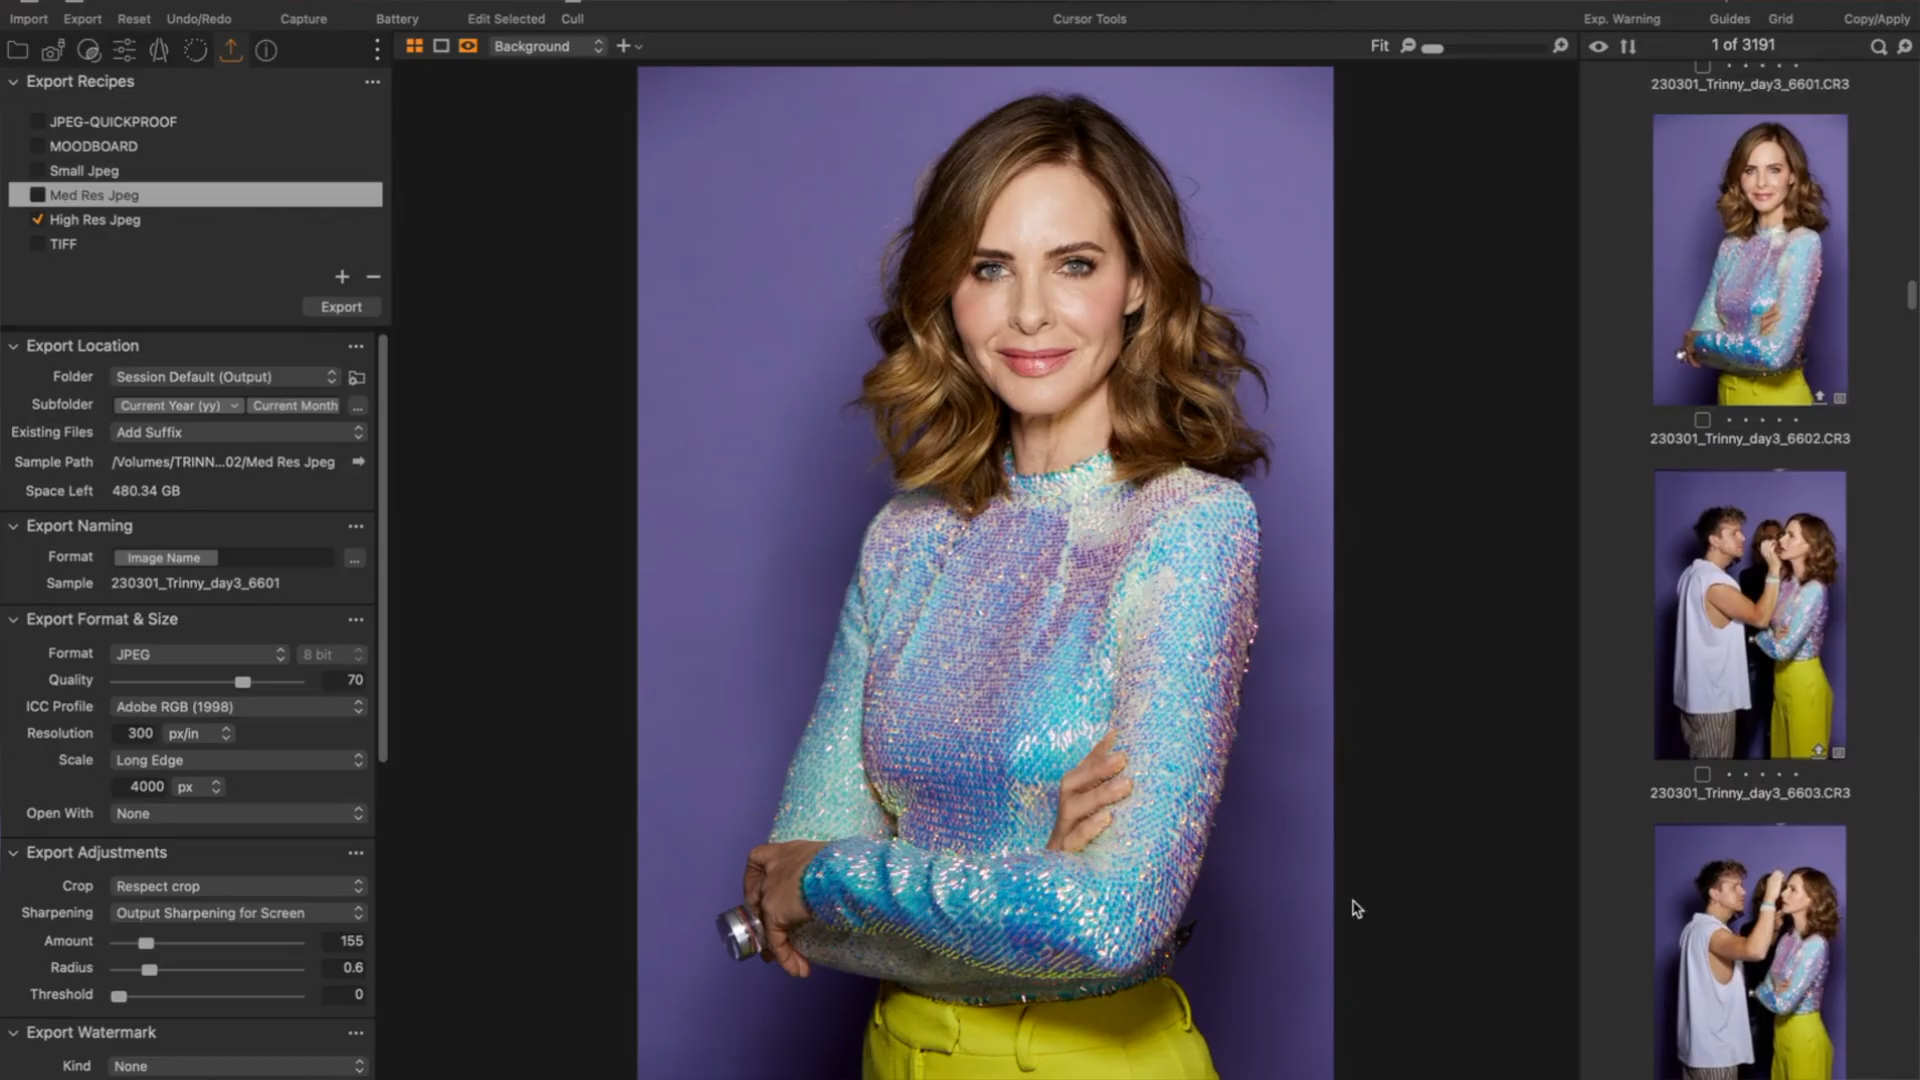 Import Export Reset Undo/Redo Capture Battery Edit Selected Cull Cursor Tools Exp. Warning Guides Grid Copy/Apply
Background Fit 1 of 3191
Export Recipes
JPEG-QUICKPROOF
MOODBOARD
Small Jpeg
Med Res Jpeg
High Res Jpeg
TIFF
Export
Export Location
Folder Session Default (Output)
Subfolder Current Year (yy) Current Month ...
Existing Files Add Suffix
Sample Path /Volumes/TRINN...02/Med Res Jpeg
Space Left 480.34 GB
Export Naming
Format Image Name ...
Sample 230301_Trinny_day3_6601
Export Format & Size
Format JPEG 8 bit
Quality 70
ICC Profile Adobe RGB (1998)
Resolution 300 px/in
Scale Long Edge
4000 px
Open With None
Export Adjustments
Crop Respect crop
Sharpening Output Sharpening for Screen
Amount 155
Radius 0.6
Threshold 0
Export Watermark
Kind None
230301_Trinny_day3_6601.CR3
230301_Trinny_day3_6602.CR3
230301_Trinny_day3_6603.CR3